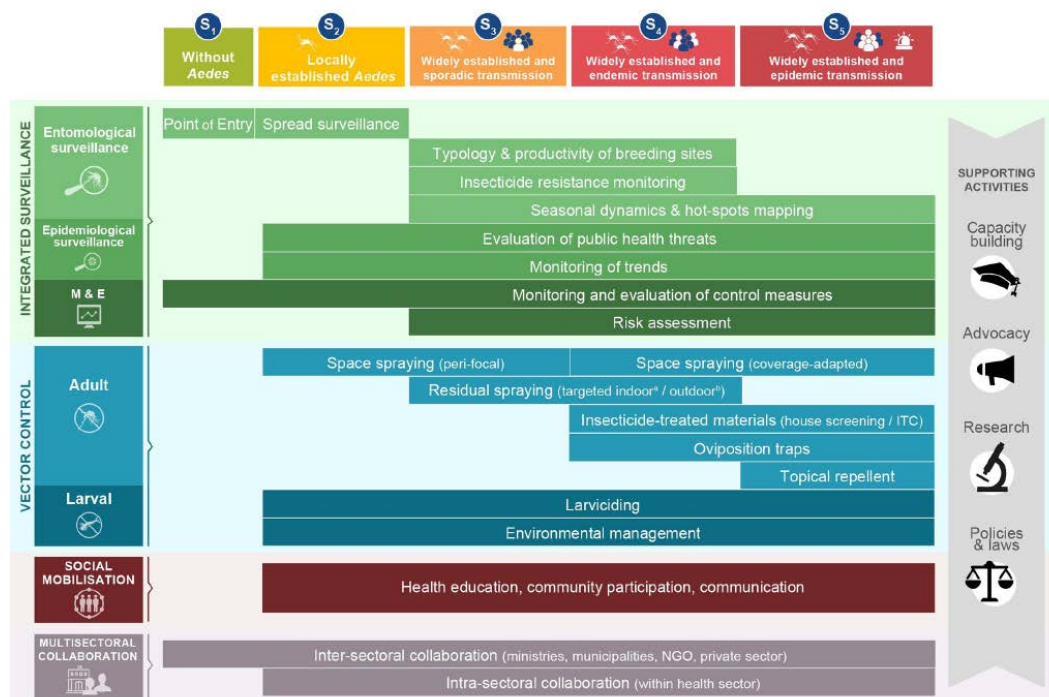 S1
S2
S3
S4
S5
Without
Aedes
Locally
established Aedes
Widely established and
sporadic transmission
Widely established and
endemic transmission
Widely established and
epidemic transmission
INTEGRATED SURVEILLANCE
Entomological
surveillance
Point of Entry
Spread surveillance
Typology & productivity of breeding sites
Insecticide resistance monitoring
Seasonal dynamics & hot-spots mapping
Epidemiological
surveillance
Evaluation of public health threats
Monitoring of trends
M & E
Monitoring and evaluation of control measures
Risk assessment
VECTOR CONTROL
Adult
Space spraying (peri-focal)
Space spraying (coverage-adapted)
Residual spraying (targeted indoorᵃ / outdoorᵇ)
Insecticide-treated materials (house screening / ITC)
Oviposition traps
Topical repellent
Larval
Larviciding
Environmental management
SOCIAL
MOBILISATION
Health education, community participation, communication
MULTISECTORAL
COLLABORATION
Inter-sectoral collaboration (ministries, municipalities, NGO, private sector)
Intra-sectoral collaboration (within health sector)
SUPPORTING
ACTIVITIES
Capacity
building
Advocacy
Research
Policies
& laws